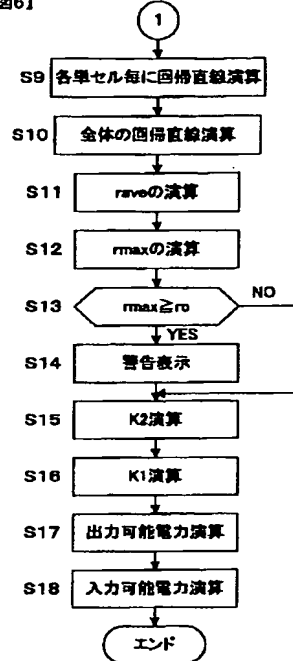 図6】
1
S9 各単セル毎に回帰直線演算
S10 全体の回帰直線演算
S11 raveの演算
S12 rmaxの演算
S13 rmax≧ro NO
YES
S14 警告表示
S15 K2演算
S16 K1演算
S17 出力可能電力演算
S18 入力可能電力演算
エンド